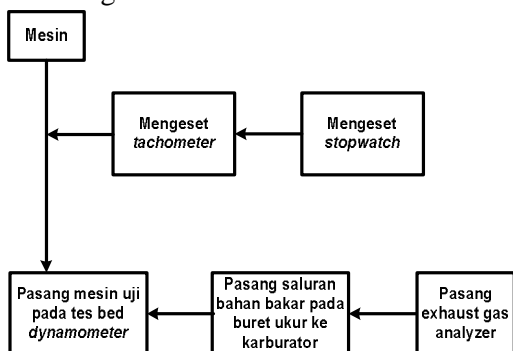 Mesin
Mengeset
tachometer
Mengeset
stopwatch
Pasang mesin uji
pada tes bed
dynamometer
Pasang saluran
bahan bakar pada
buret ukur ke
karburator
Pasang
exhaust gas
analyzer